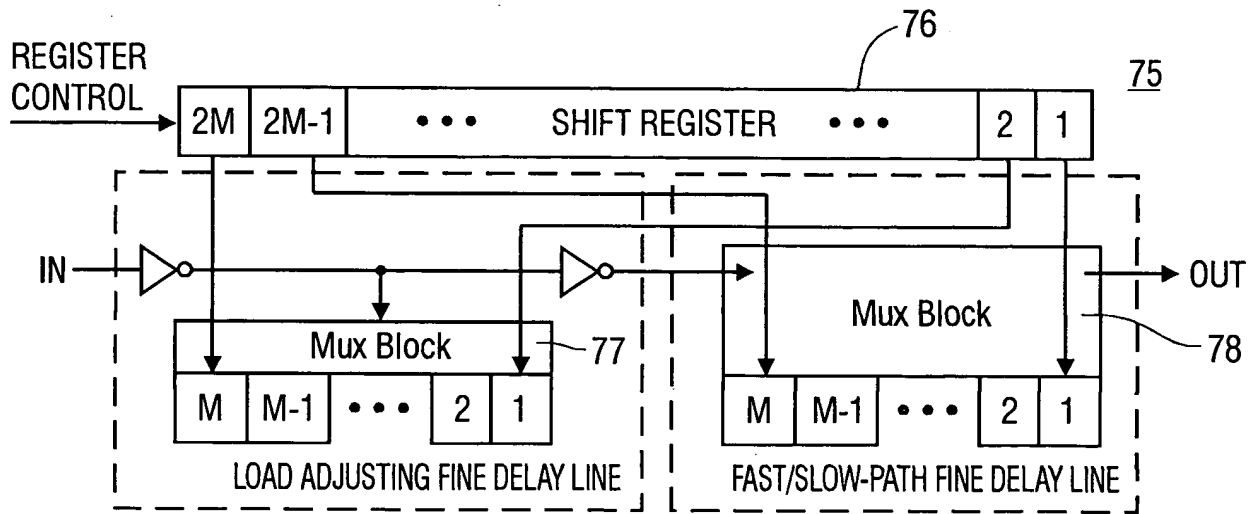 76
75
REGISTER
CONTROL
2M 2M-1 • • • SHIFT REGISTER • • • 2 1
IN
OUT
Mux Block
77
Mux Block
78
M M-1 • • • 2 1
M M-1 • • • 2 1
LOAD ADJUSTING FINE DELAY LINE
FAST/SLOW-PATH FINE DELAY LINE